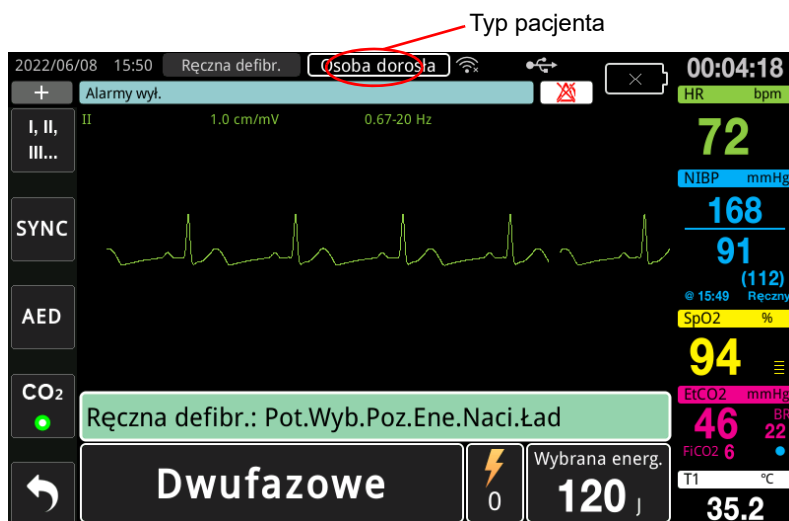 Typ pacjenta
2022/06/08 15:50 Ręczna defibr. Osoba dorosła 00:04:18
+ Alarmy wył. HR bpm
I, II,
III...
II 1.0 cm/mV 0.67-20 Hz
72
NIBP mmHg
168
91
(112)
@ 15:49 Ręczny
SYNC
AED
SpO2 %
94
CO2
EtCO2 mmHg
46 BR
22
FiCO2 6
Ręczna defibr.: Pot.Wyb.Poz.Ene.Naci.Ład
Dwufazowe
0
Wybrana energ.
120 J
T1 °C
35.2